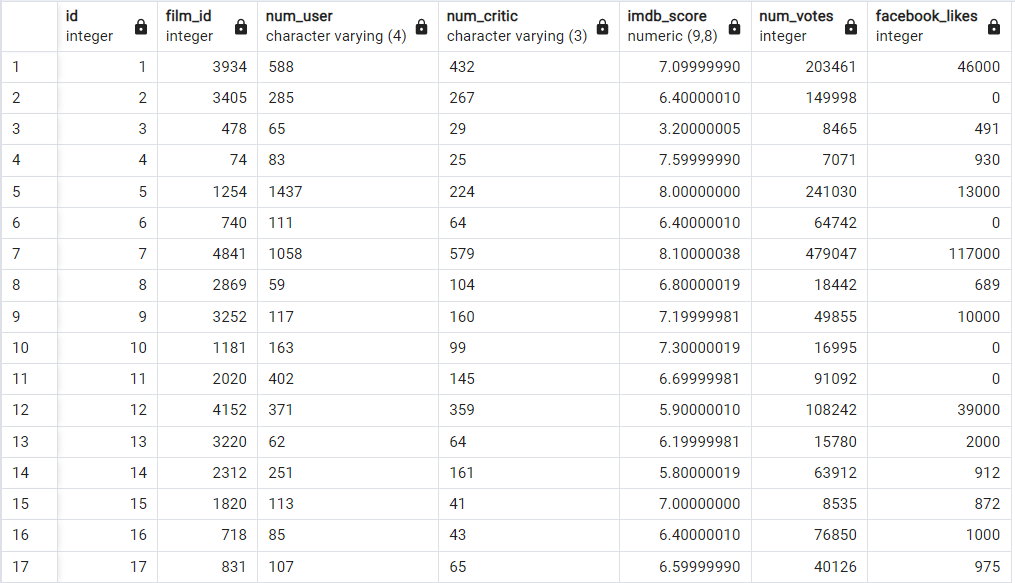 id film_id num_user num_critic imdb_score num_votes facebook_likes
integer integer character varying (4) character varying (3) numeric (9,8) integer integer
1 1 3934 588 432 7.09999990 203461 46000
2 2 3405 285 267 6.40000010 149998 0
3 3 478 65 29 3.20000005 8465 491
4 4 74 83 25 7.59999990 7071 930
5 5 1254 1437 224 8.00000000 241030 13000
6 6 740 111 64 6.40000010 64742 0
7 7 4841 1058 579 8.10000038 479047 117000
8 8 2869 59 104 6.80000019 18442 689
9 9 3252 117 160 7.19999981 49855 10000
10 10 1181 163 99 7.30000019 16995 0
11 11 2020 402 145 6.69999981 91092 0
12 12 4152 371 359 5.90000010 108242 39000
13 13 3220 62 64 6.19999981 15780 2000
14 14 2312 251 161 5.80000019 63912 912
15 15 1820 113 41 7.00000000 8535 872
16 16 718 85 43 6.40000010 76850 1000
17 17 831 107 65 6.59999990 40126 975